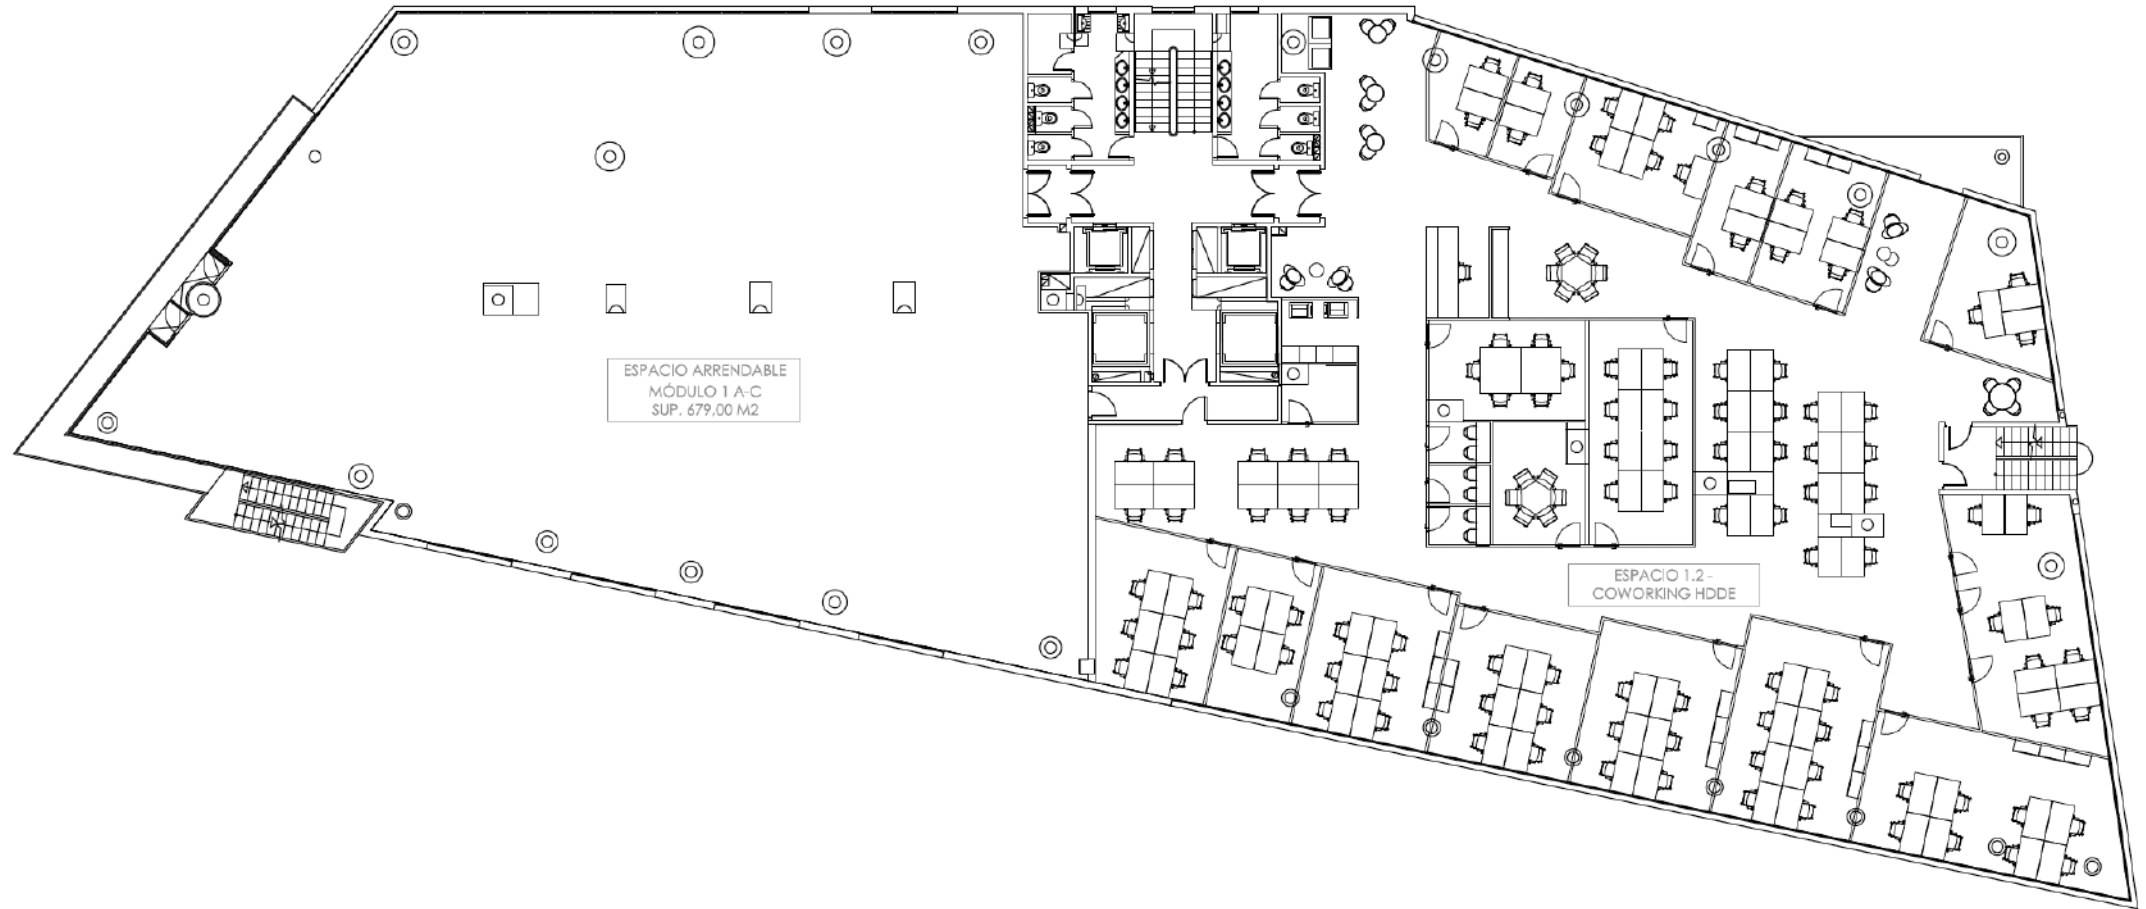 ESPACIO ARRENDABLE
MÓDULO 1 A-C
SUP. 679,00 M2
ESPACIO 1.2 -
COWORKING HDDE